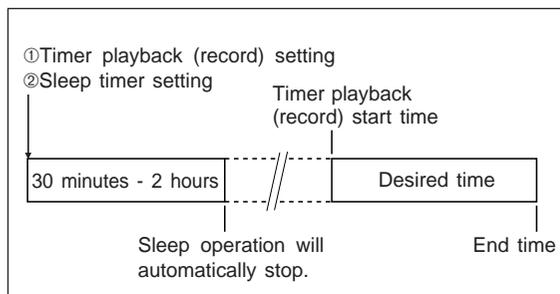 ①Timer playback (record) setting
②Sleep timer setting
Timer playback
(record) start time
30 minutes - 2 hours
Desired time
Sleep operation will
automatically stop.
End time